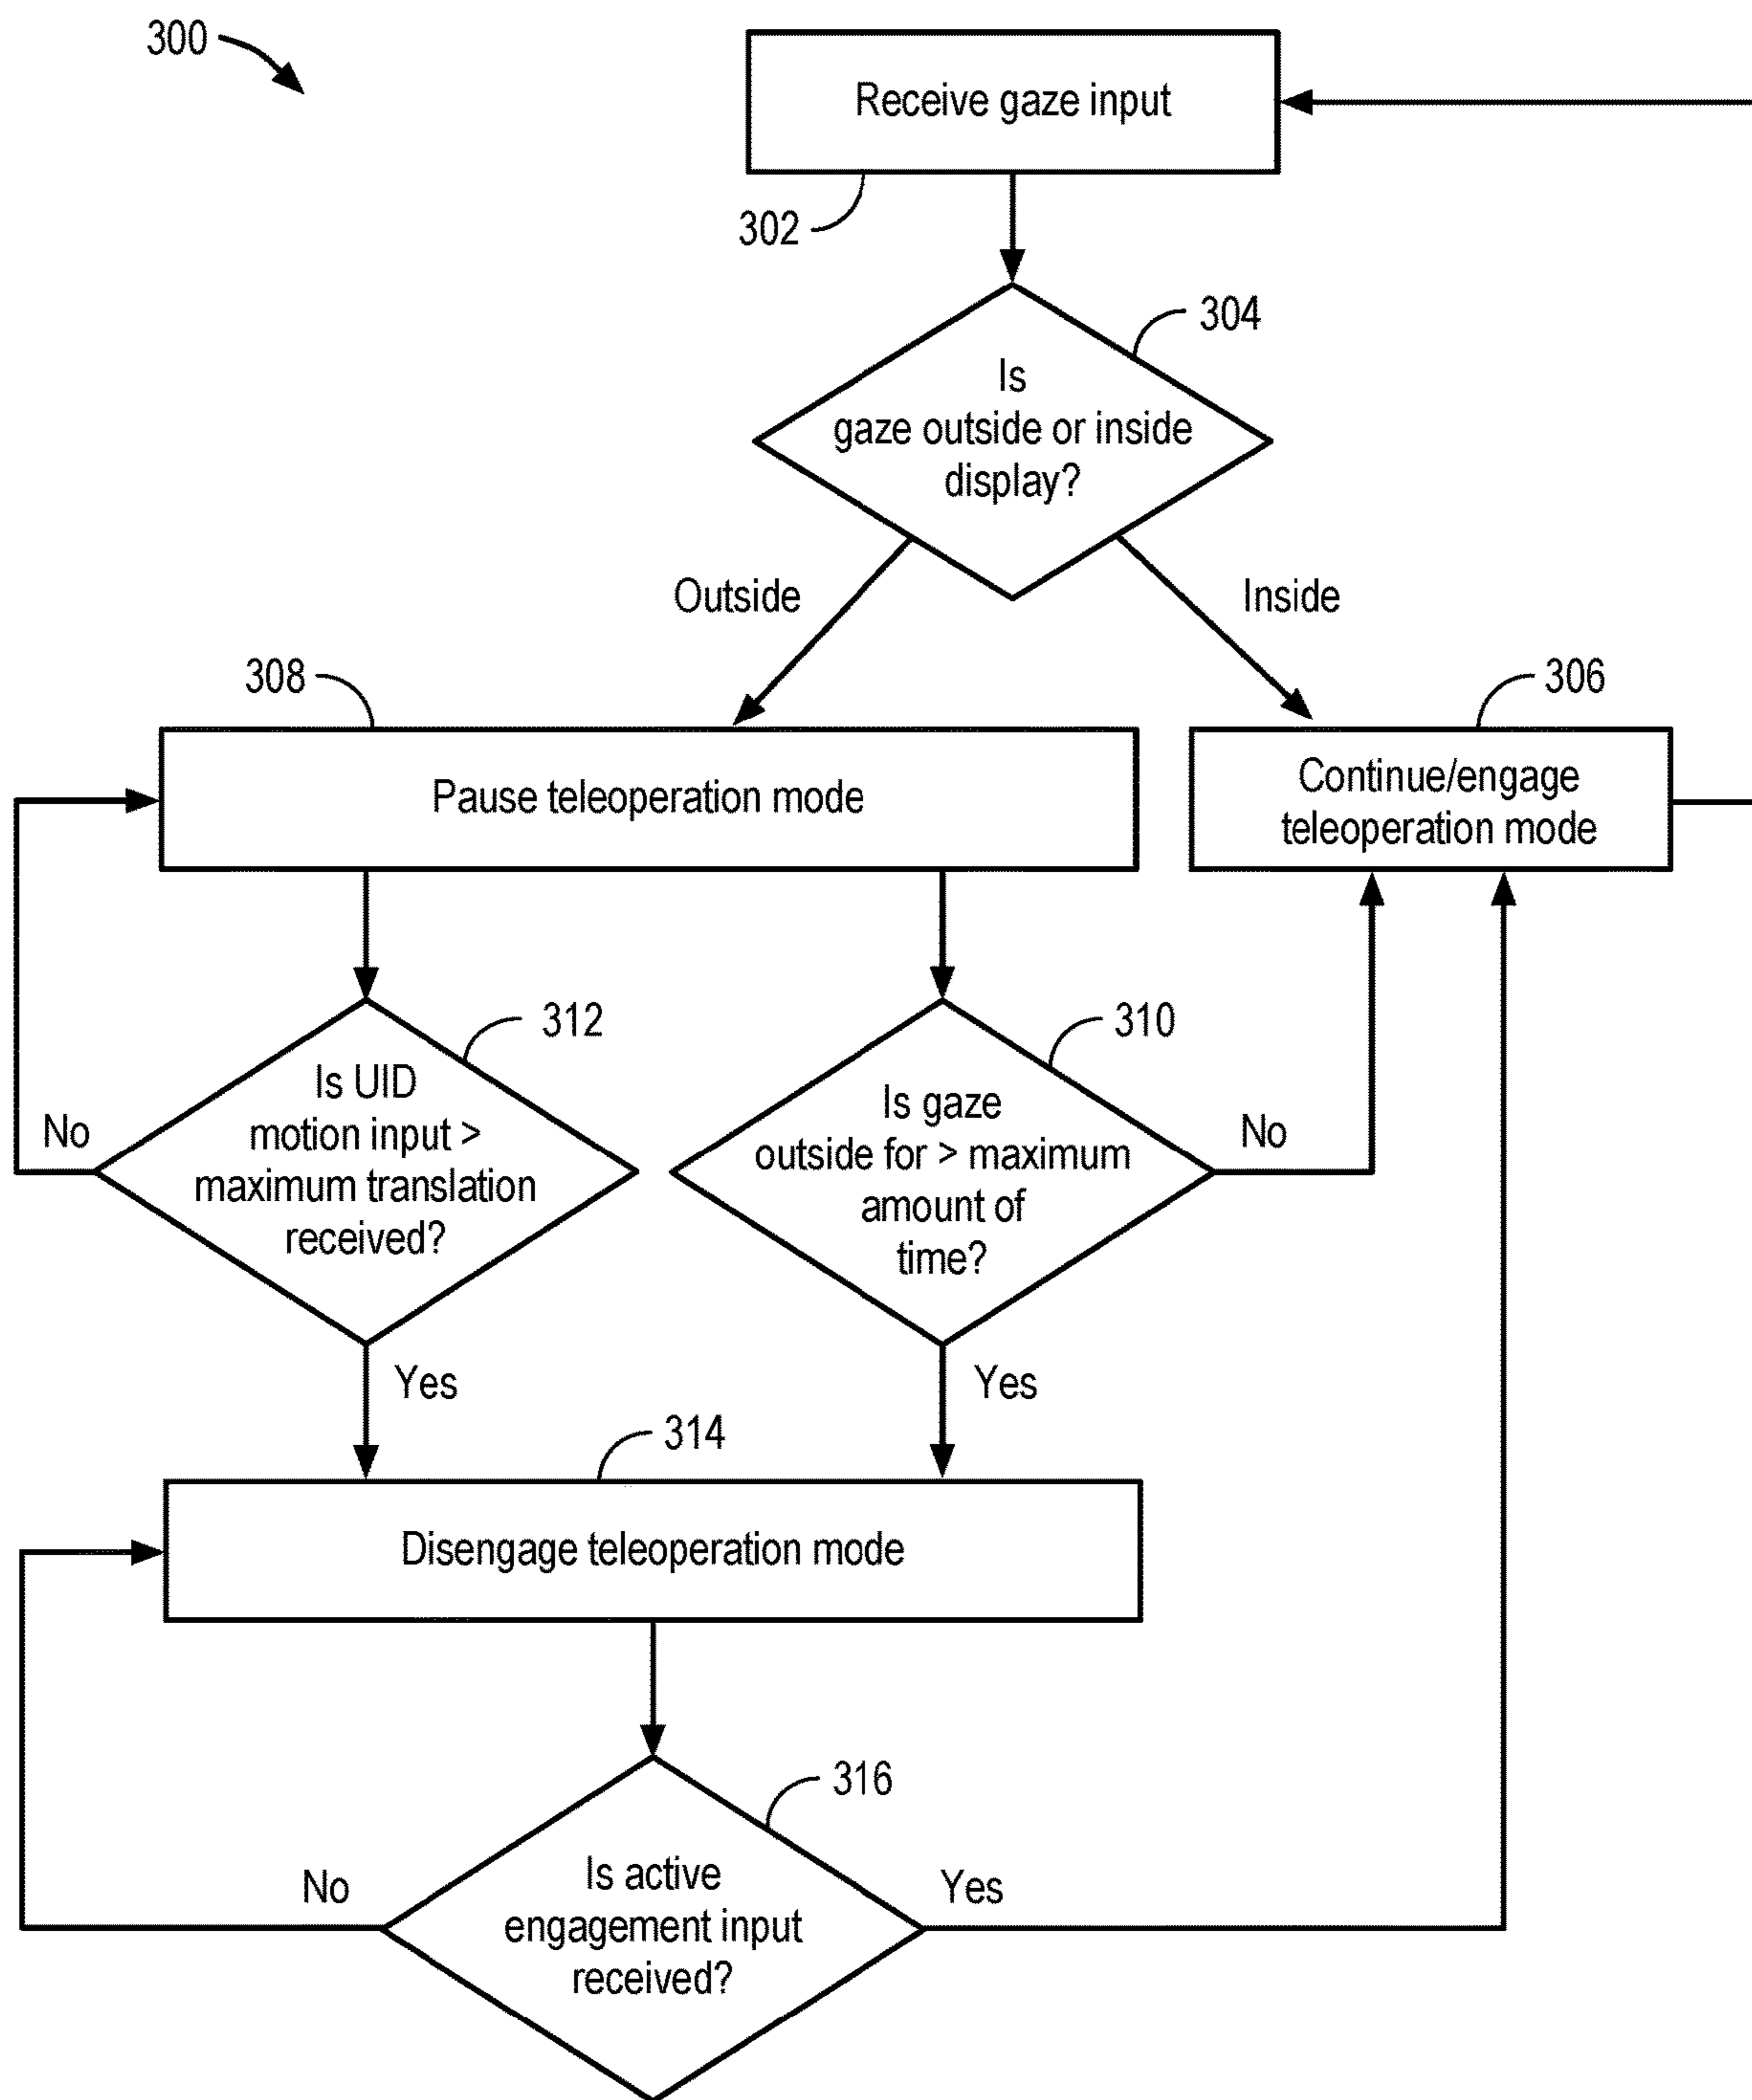 300
Receive gaze input
302
304
Is
gaze outside or inside
display?
Outside
Inside
308
306
Pause teleoperation mode
Continue/engage
teleoperation mode
312
310
Is UID
motion input >
maximum translation
received?
Is gaze
outside for > maximum
amount of
time?
No
No
Yes
Yes
314
Disengage teleoperation mode
316
Is active
engagement input
received?
No
Yes